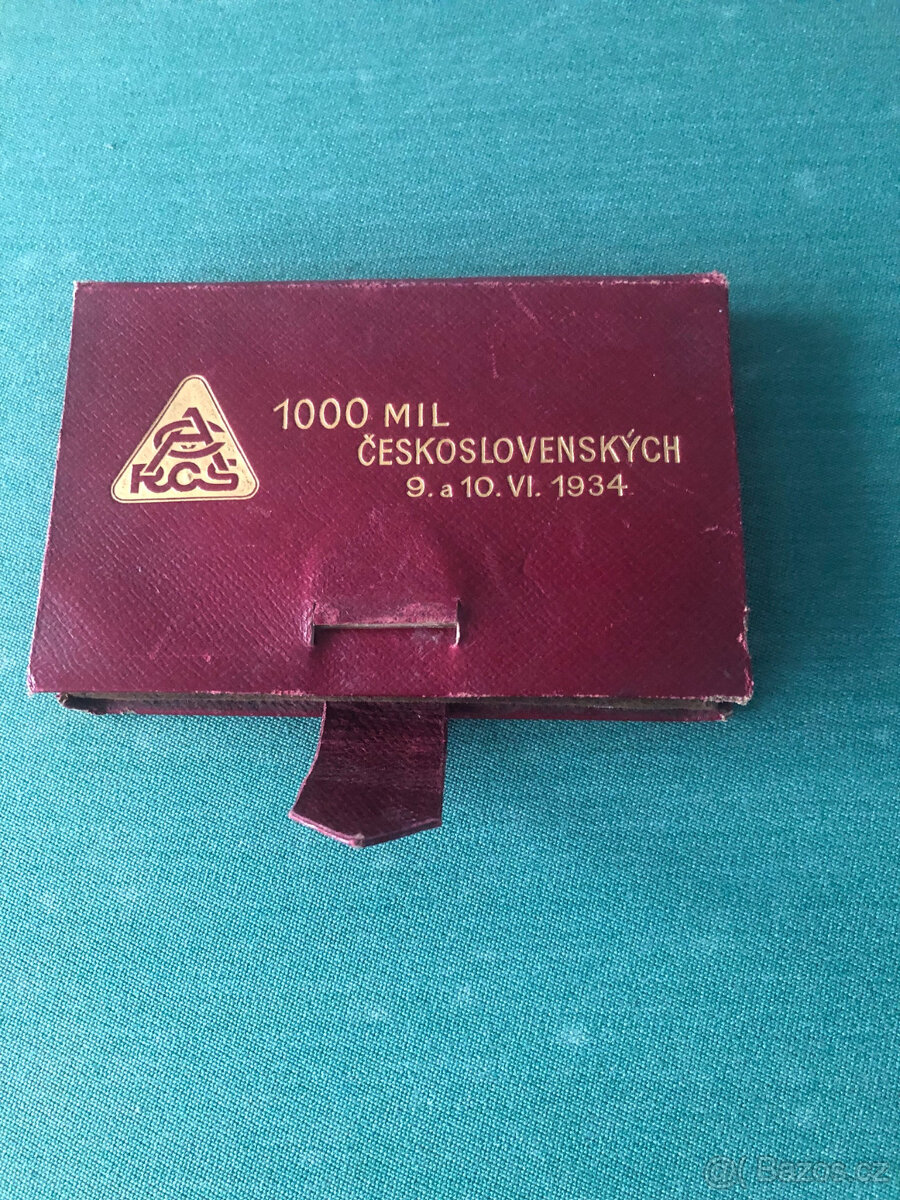 1000 MIL
ČESKOSLOVENSKÝCH
9. a 10. VI. 1934
Bazos.cz